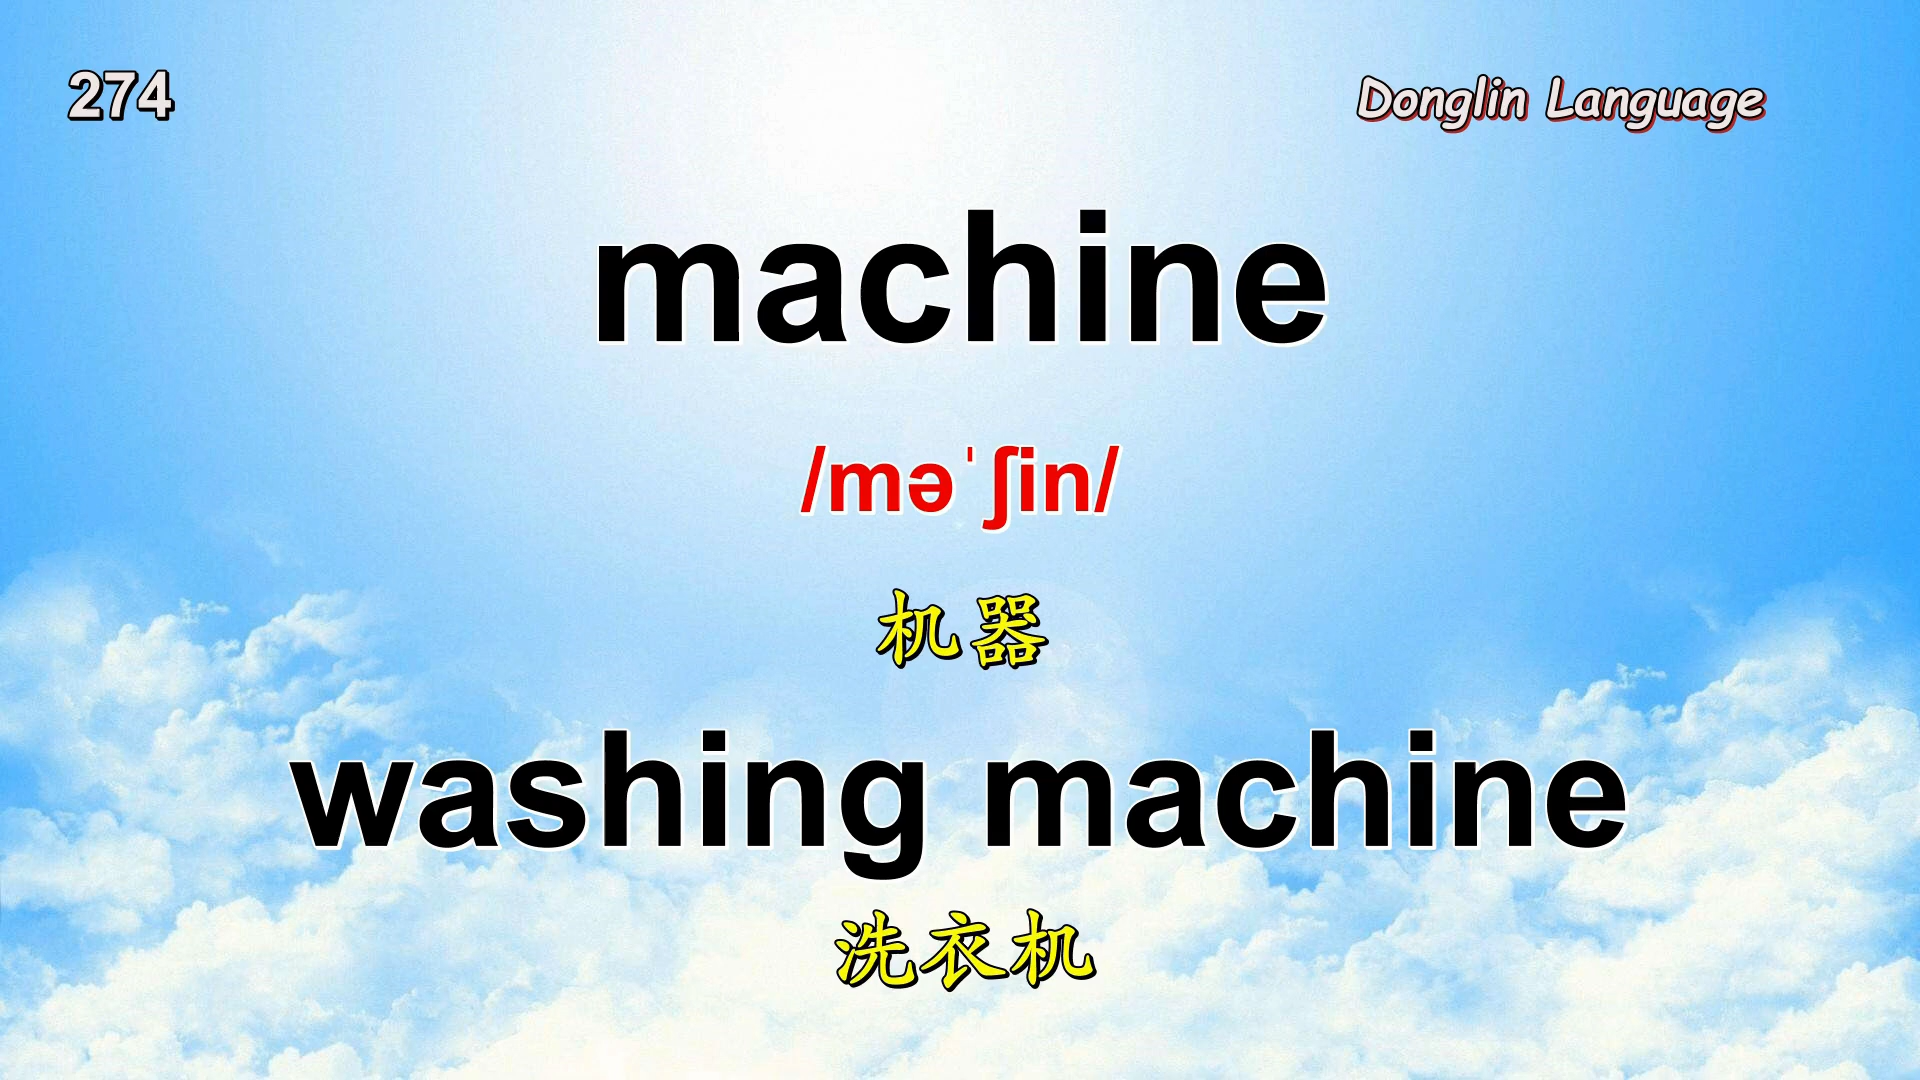 274
Donglin Language
machine
/məˈʃin/
机器
washing machine
洗衣机